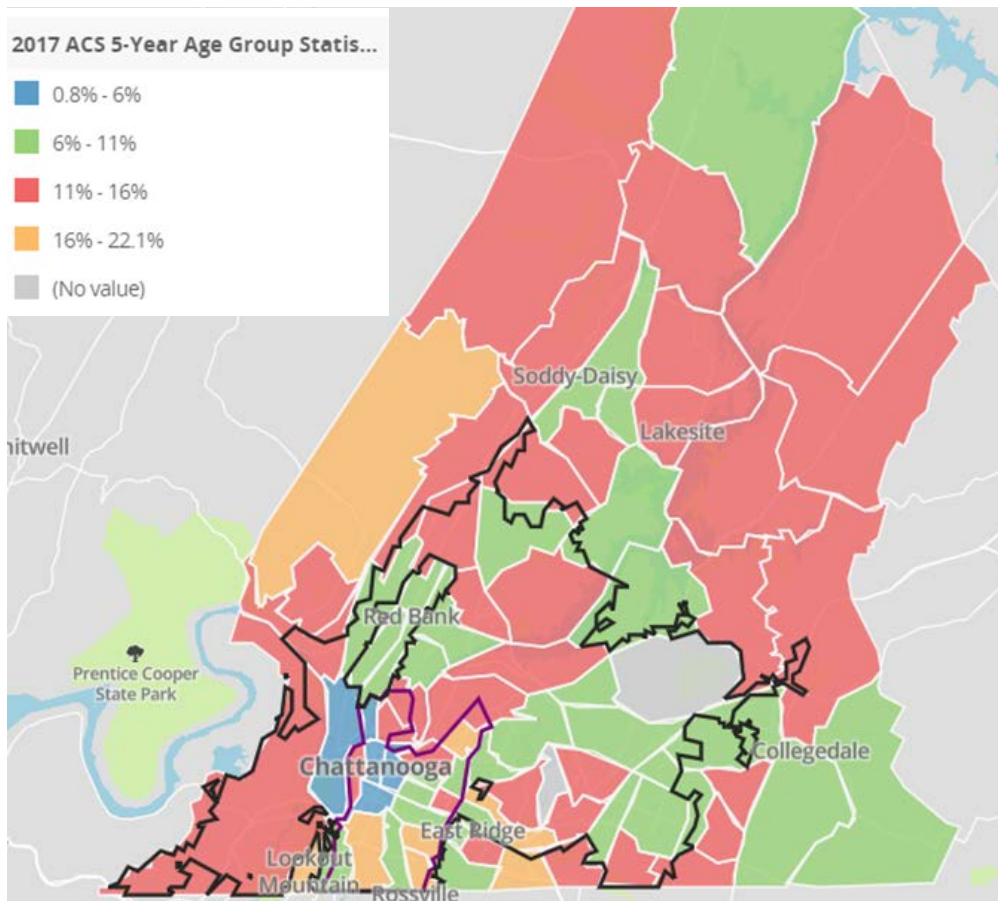 2017 ACS 5-Year Age Group Statis...
0.8% - 6%
6% - 11%
11% - 16%
16% - 22.1%
(No value)
Soddy-Daisy
Lakesite
nitwell
Red Bank
Prentice Cooper
State Park
Collegedale
Chattanooga
East Ridge
Lookout
Mountain
Rossville